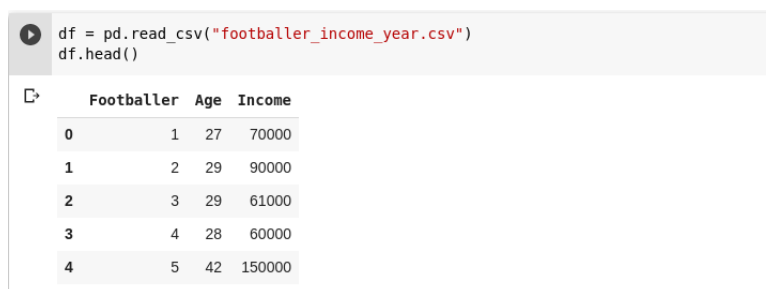 df = pd.read_csv("footballer_income_year.csv")
df.head()
Footballer Age Income
0 1 27 70000
1 2 29 90000
2 3 29 61000
3 4 28 60000
4 5 42 150000